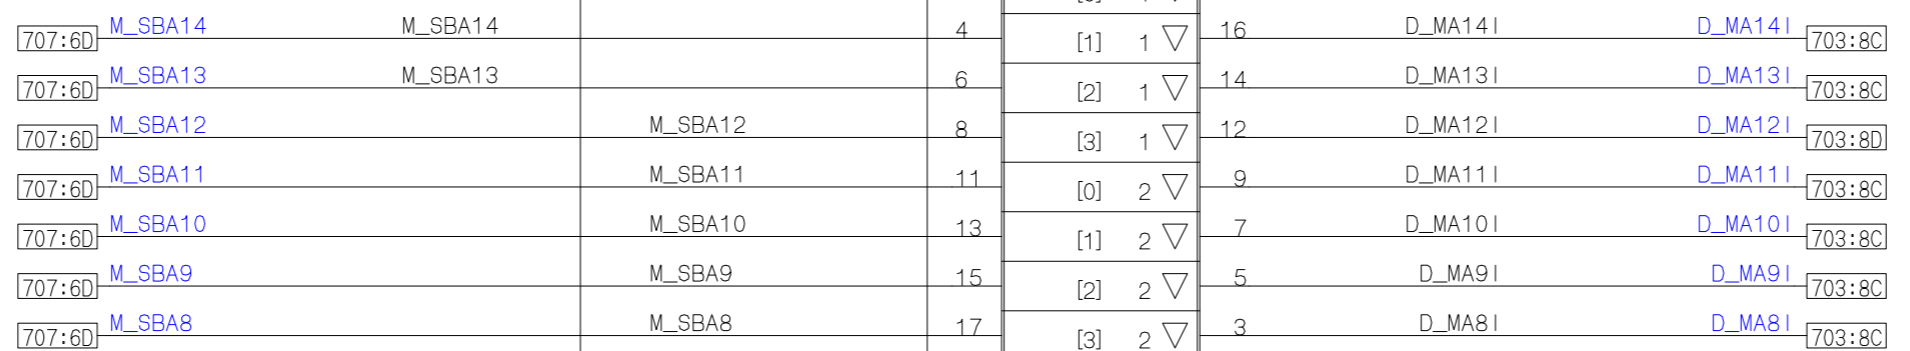 707:6D M_SBA14 M_SBA14 4 [1] 1 ▽ 16 D_MA14I D_MA14I 703:8C
707:6D M_SBA13 M_SBA13 6 [2] 1 ▽ 14 D_MA13I D_MA13I 703:8C
707:6D M_SBA12 M_SBA12 8 [3] 1 ▽ 12 D_MA12I D_MA12I 703:8D
707:6D M_SBA11 M_SBA11 11 [0] 2 ▽ 9 D_MA11I D_MA11I 703:8C
707:6D M_SBA10 M_SBA10 13 [1] 2 ▽ 7 D_MA10I D_MA10I 703:8C
707:6D M_SBA9 M_SBA9 15 [2] 2 ▽ 5 D_MA9I D_MA9I 703:8C
707:6D M_SBA8 M_SBA8 17 [3] 2 ▽ 3 D_MA8I D_MA8I 703:8C